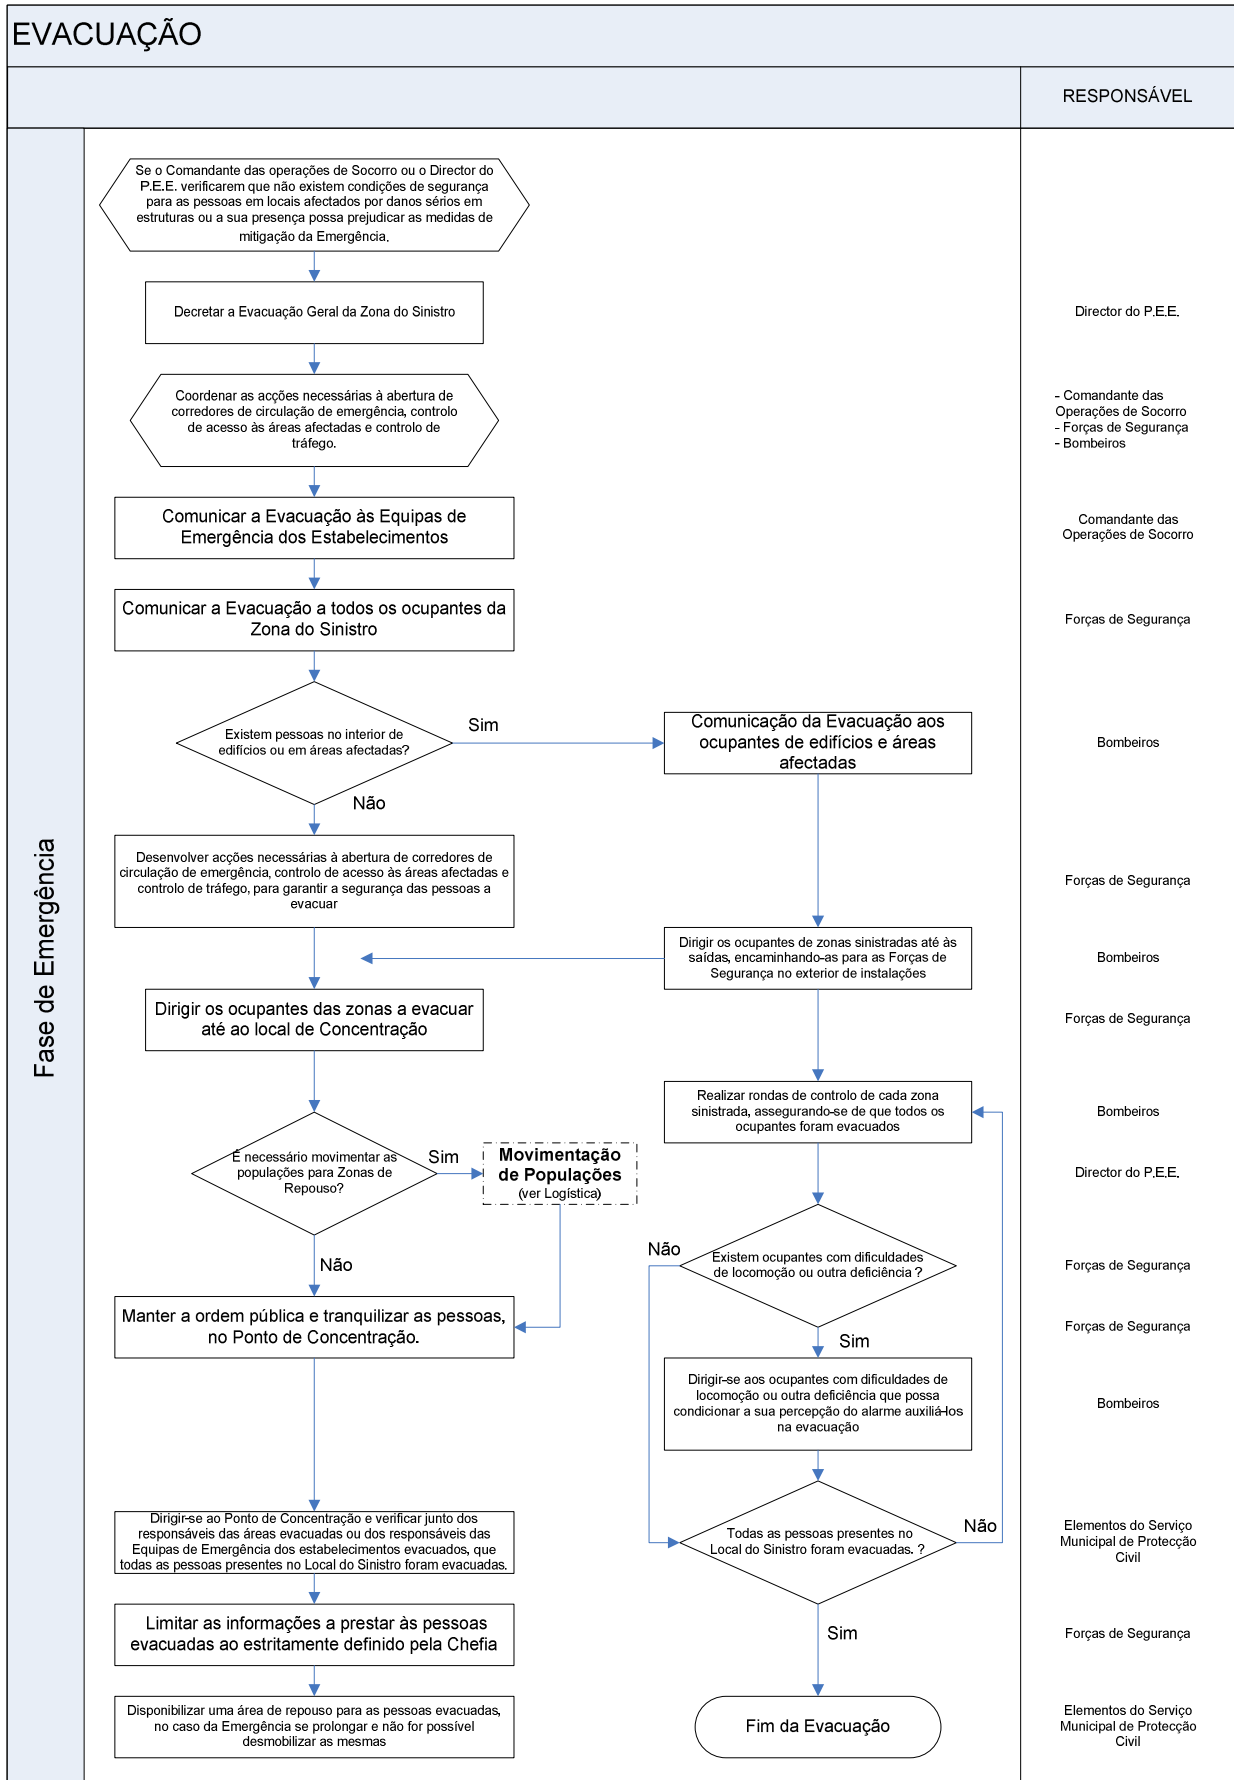 EVACUAÇÃO
RESPONSÁVEL
Fase de Emergência
Se o Comandante das operações de Socorro ou o Director do
P.E.E. verificarem que não existem condições de segurança
para as pessoas em locais afectados por danos sérios em
estruturas ou a sua presença possa prejudicar as medidas de
mitigação da Emergência.
Decretar a Evacuação Geral da Zona do Sinistro
Director do P.E.E.
Coordenar as acções necessárias à abertura de
corredores de circulação de emergência, controlo
de acesso às áreas afectadas e controlo de
tráfego.
- Comandante das
Operações de Socorro
- Forças de Segurança
- Bombeiros
Comunicar a Evacuação às Equipas de
Emergência dos Estabelecimentos
Comandante das
Operações de Socorro
Comunicar a Evacuação a todos os ocupantes da
Zona do Sinistro
Forças de Segurança
Existem pessoas no interior de
edifícios ou em áreas afectadas?
Sim
Não
Comunicação da Evacuação aos
ocupantes de edifícios e áreas
afectadas
Bombeiros
Desenvolver acções necessárias à abertura de corredores de
circulação de emergência, controlo de acesso às áreas afectadas e
controlo de tráfego, para garantir a segurança das pessoas a
evacuar
Forças de Segurança
Dirigir os ocupantes de zonas sinistradas até às
saídas, encaminhando-as para as Forças de
Segurança no exterior de instalações
Bombeiros
Dirigir os ocupantes das zonas a evacuar
até ao local de Concentração
Forças de Segurança
Realizar rondas de controlo de cada zona
sinistrada, assegurando-se de que todos os
ocupantes foram evacuados
Bombeiros
É necessário movimentar as
populações para Zonas de
Repouso?
Sim
Não
Movimentação
de Populações
(ver Logística)
Director do P.E.E.
Existem ocupantes com dificuldades
de locomoção ou outra deficiência ?
Não
Sim
Forças de Segurança
Manter a ordem pública e tranquilizar as pessoas,
no Ponto de Concentração.
Forças de Segurança
Dirigir-se aos ocupantes com dificuldades de
locomoção ou outra deficiência que possa
condicionar a sua percepção do alarme auxiliá-los
na evacuação
Bombeiros
Dirigir-se ao Ponto de Concentração e verificar junto dos
responsáveis das áreas evacuadas ou dos responsáveis das
Equipas de Emergência dos estabelecimentos evacuados, que
todas as pessoas presentes no Local do Sinistro foram evacuadas.
Todas as pessoas presentes no
Local do Sinistro foram evacuadas. ?
Não
Sim
Elementos do Serviço
Municipal de Protecção
Civil
Limitar as informações a prestar às pessoas
evacuadas ao estritamente definido pela Chefia
Forças de Segurança
Disponibilizar uma área de repouso para as pessoas evacuadas,
no caso da Emergência se prolongar e não for possível
desmobilizar as mesmas
Fim da Evacuação
Elementos do Serviço
Municipal de Protecção
Civil